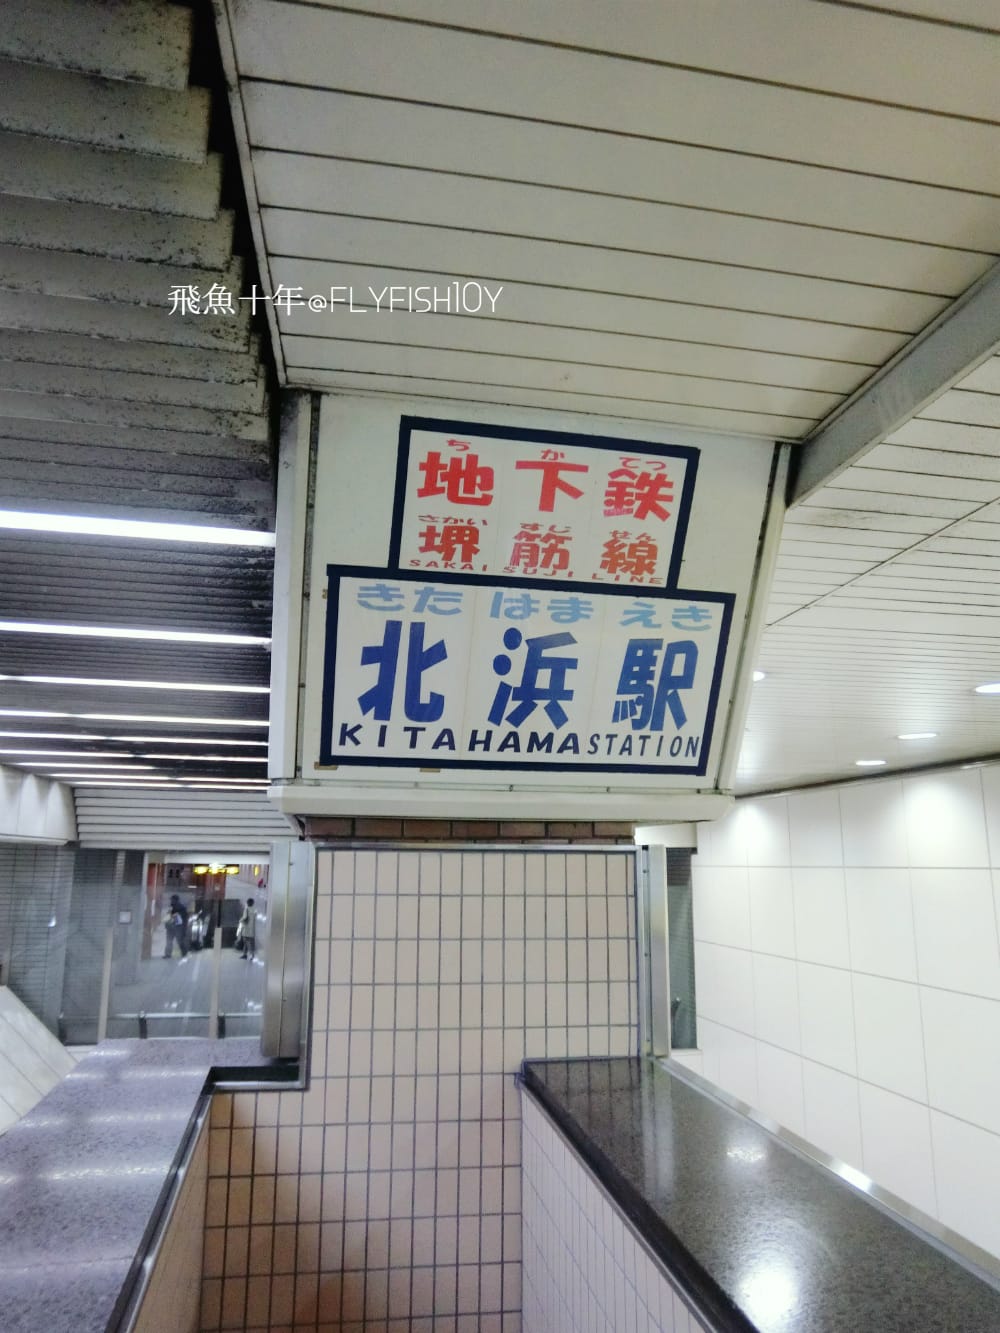 飛魚十年@FLYFISH10Y
ち か てつ
地下鉄
さかい すじ せん
堺筋線
SAKAI SUJI LINE
きた はま えき
北浜駅
KITAHAMA STATION